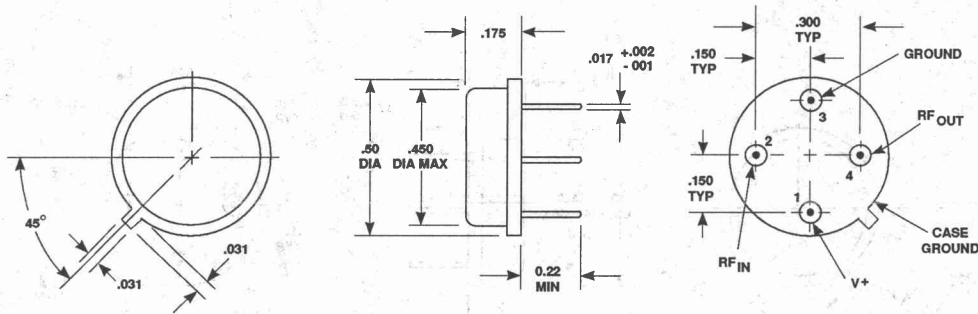 45°
.031
.031
.175
.50
DIA
.450
DIA MAX
.017 +.002
-.001
0.22
MIN
.300
TYP
.150
TYP
GROUND
3
RF OUT
2
4
.150
TYP
1
CASE
GROUND
RF IN
V+